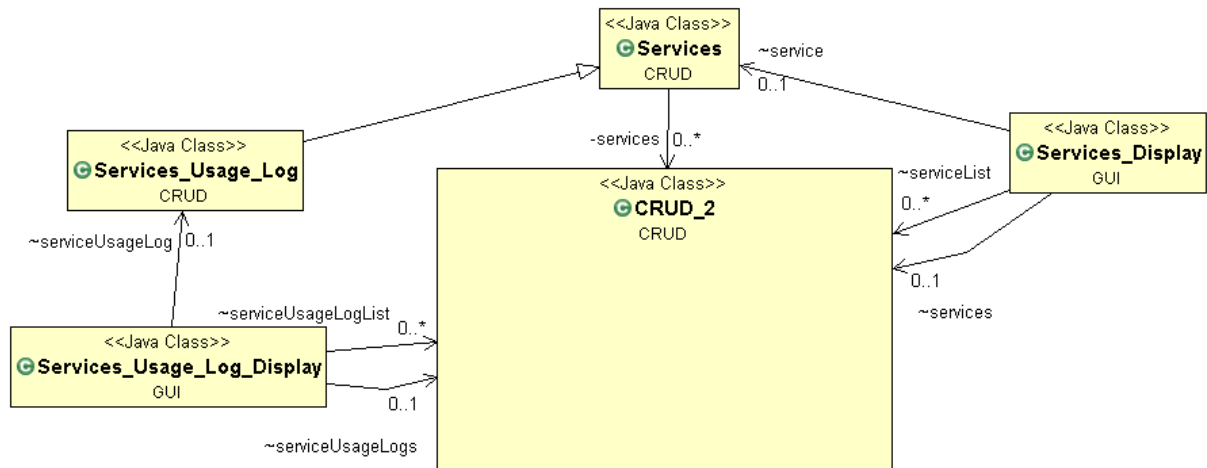 <<Java Class>>
Services
CRUD
~service
0..1
-services
0..*
<<Java Class>>
Services_Display
GUI
<<Java Class>>
Services_Usage_Log
CRUD
~serviceList
0..*
<<Java Class>>
CRUD_2
CRUD
~serviceUsageLog
0..1
0..1
~services
~serviceUsageLogList
0..*
<<Java Class>>
Services_Usage_Log_Display
GUI
0..1
~serviceUsageLogs